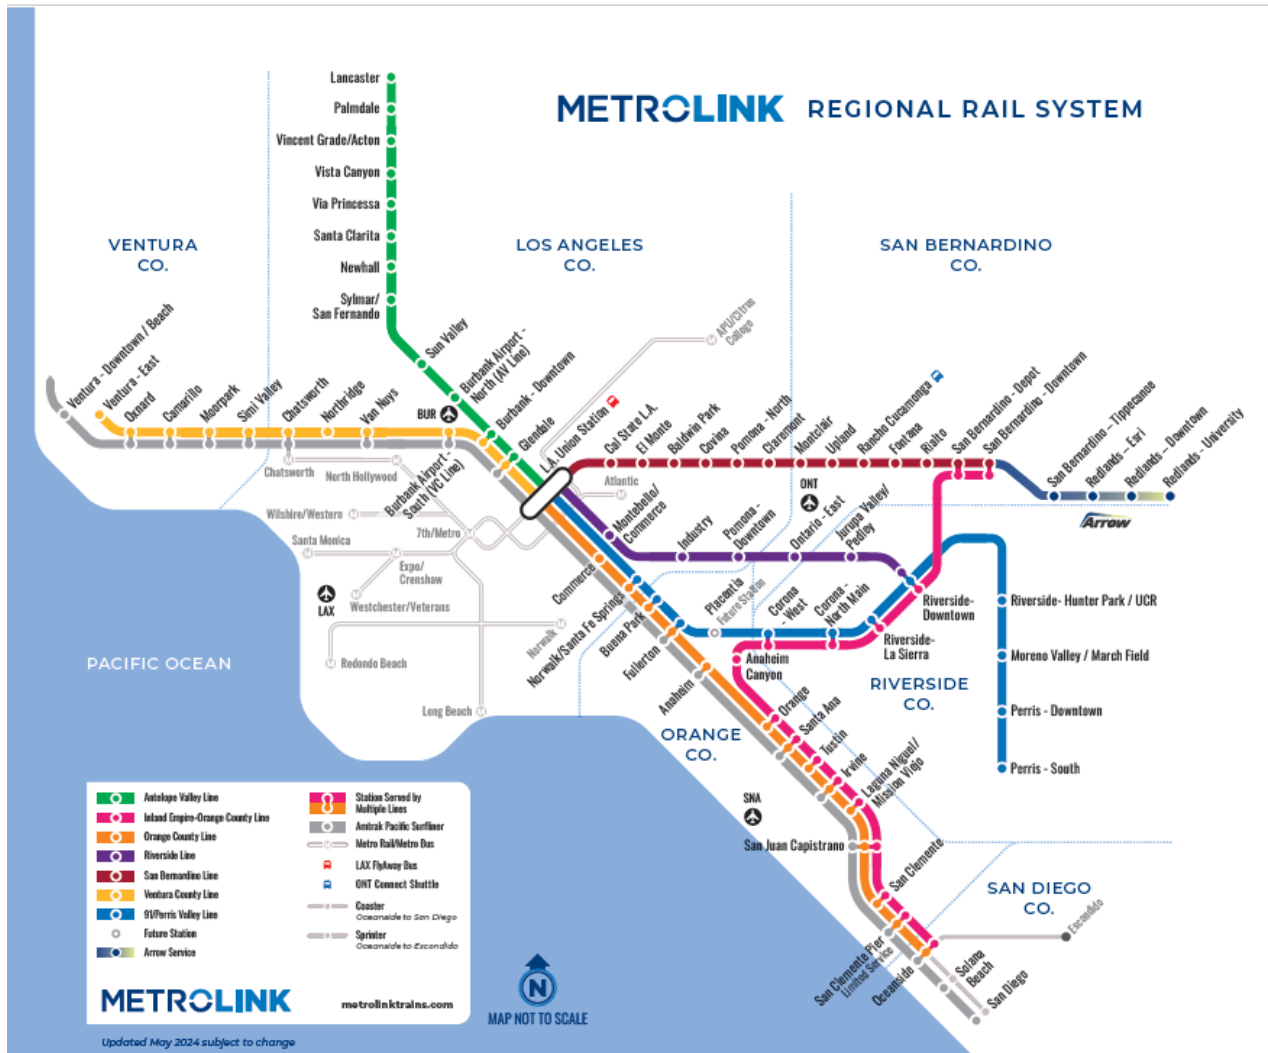 METROLINK REGIONAL RAIL SYSTEM
Lancaster
Palmdale
Vincent Grade/Acton
Vista Canyon
Via Princessa
Santa Clarita
Newhall
Sylmar/
San Fernando
VENTURA
CO.
LOS ANGELES
CO.
SAN BERNARDINO
CO.
Ventura - Downtown / Beach
Ventura - East
Oxnard
Camarillo
Moorpark
Simi Valley
Chatsworth
Northridge
Van Nuys
BUR
Sun Valley
Burbank Airport -
North (AV Line)
Burbank - Downtown
Glendale
Burbank Airport -
South (VC Line)
L.A. Union Station
APU/Citrus
College
Cal State L.A.
El Monte
Baldwin Park
Covina
Pomona - North
Claremont
Montclair
Upland
Rancho Cucamonga
Fontana
Rialto
San Bernardino - Depot
San Bernardino - Downtown
San Bernardino - Tippecanoe
Redlands - Esri
Redlands - Downtown
Redlands - University
Arrow
Chatsworth
North Hollywood
Wilshire/Western
7th/Metro
Santa Monica
Expo/
Crenshaw
LAX
Westchester/Veterans
Redondo Beach
Norwalk
Long Beach
Atlantic
ONT
Montebello/
Commerce
Industry
Pomona -
Downtown
Ontario - East
Jurupa Valley/
Pedley
Commerce
Norwalk/Santa Fe Springs
Buena Park
Fullerton
Anaheim
Placentia
Future Station
Corona
- West
Corona -
North Main
Riverside-
Downtown
Riverside-
La Sierra
Anaheim
Canyon
Riverside- Hunter Park / UCR
Moreno Valley / March Field
Perris - Downtown
Perris - South
PACIFIC OCEAN
RIVERSIDE
CO.
ORANGE
CO.
Orange
Santa Ana
Tustin
Irvine
Laguna Niguel/
Mission Viejo
SNA
San Juan Capistrano
San Clemente
SAN DIEGO
CO.
Escondido
San Clemente Pier
Limited Service
Oceanside
Solana
Beach
San Diego
Antelope Valley Line
Inland Empire-Orange County Line
Orange County Line
Riverside Line
San Bernardino Line
Ventura County Line
91/Perris Valley Line
Future Station
Arrow Service
Station Served by
Multiple Lines
Amtrak Pacific Surfliner
Metro Rail/Metro Bus
LAX FlyAway Bus
ONT Connect Shuttle
Coaster
Oceanside to San Diego
Sprinter
Oceanside to Escondido
METROLINK
metrolinktrains.com
N
MAP NOT TO SCALE
Updated May 2024 subject to change